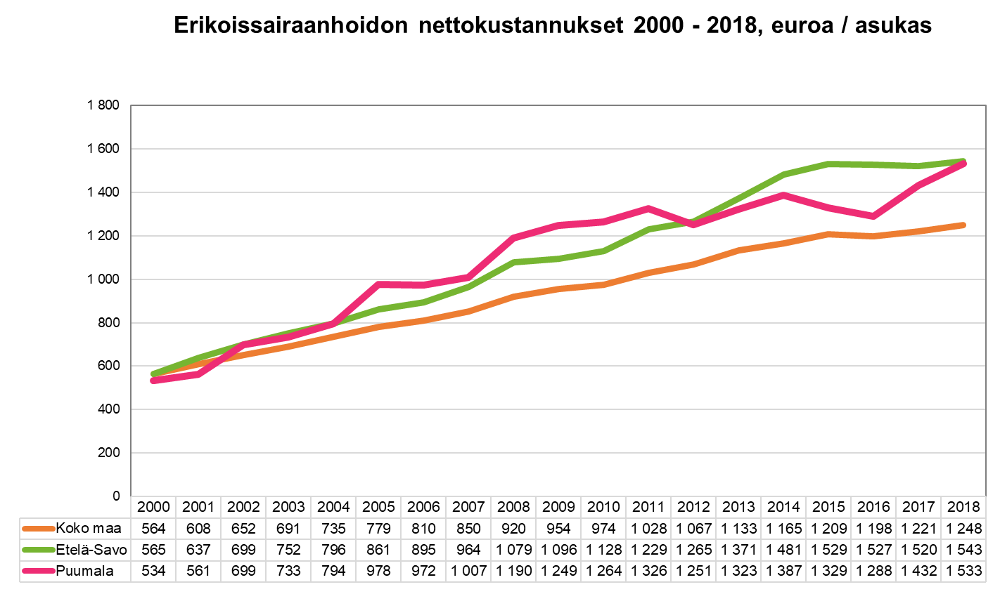 Erikoissairaanhoidon nettokustannukset 2000 - 2018, euroa / asukas
1 800
1 600
1 400
1 200
1 000
800
600
400
200
0
2000 2001 2002 2003 2004 2005 2006 2007 2008 2009 2010 2011 2012 2013 2014 2015 2016 2017 2018
Koko maa 564 608 652 691 735 779 810 850 920 954 974 1 028 1 067 1 133 1 165 1 209 1 198 1 221 1 248
Etelä-Savo 565 637 699 752 796 861 895 964 1 079 1 096 1 128 1 229 1 265 1 371 1 481 1 529 1 527 1 520 1 543
Puumala 534 561 699 733 794 978 972 1 007 1 190 1 249 1 264 1 326 1 251 1 323 1 387 1 329 1 288 1 432 1 533